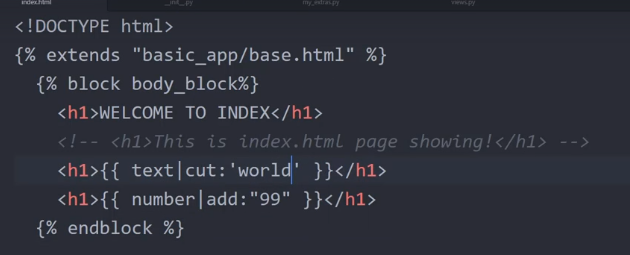 index.html __init__.py my_extras.py views.py
<!DOCTYPE html>
{% extends "basic_app/base.html" %}
{% block body_block%}
<h1>WELCOME TO INDEX</h1>
<!-- <h1>This is index.html page showing!</h1> -->
<h1>{{ text|cut:'world' }}</h1>
<h1>{{ number|add:"99" }}</h1>
{% endblock %}